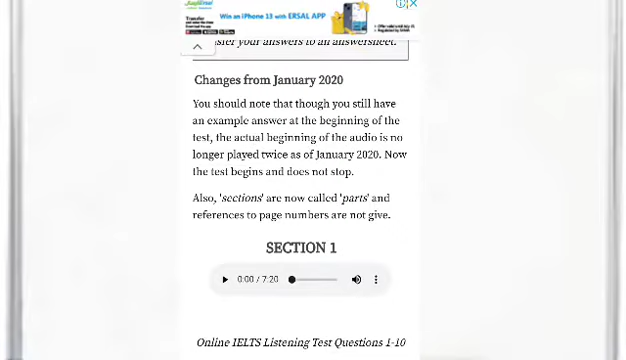 Transfer
Win an iPhone 13 with ERSAL APP
sfer your answers to an answersheet.
Changes from January 2020
You should note that though you still have
an example answer at the beginning of the
test, the actual beginning of the audio is no
longer played twice as of January 2020. Now
the test begins and does not stop.
Also, 'sections' are now called 'parts' and
references to page numbers are not give.
SECTION 1
0:00 / 7:20
Online IELTS Listening Test Questions 1-10